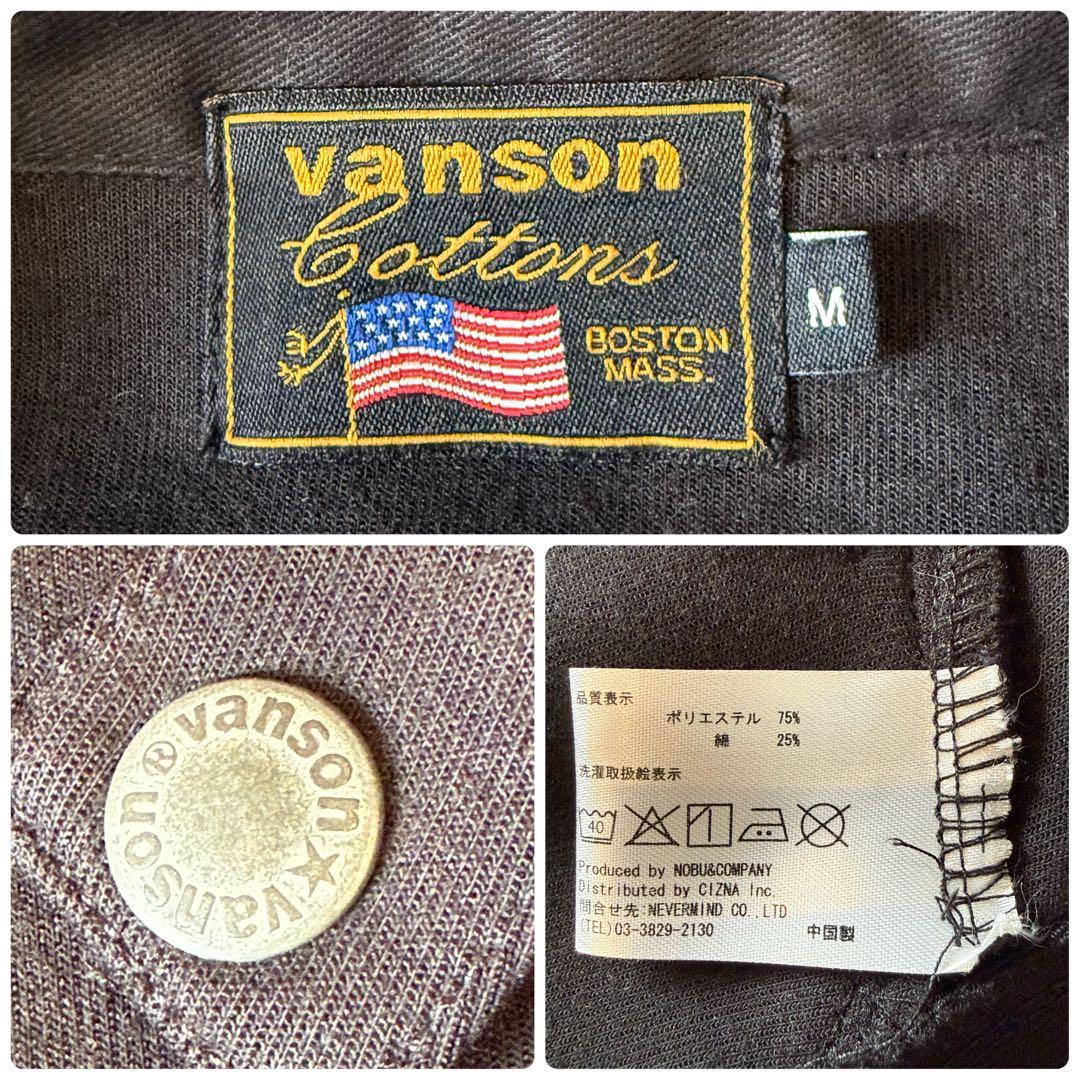 vanson
Cottons
BOSTON
MASS.
M
vanson★vanson®
品質表示
ポリエステル 75%
綿 25%
洗濯取扱絵表示
40
Produced by NOBU&COMPANY
Distributed by CIZNA Inc.
問合せ先:NEVERMIND CO.,LTD
(TEL)03-3829-2130 中国製